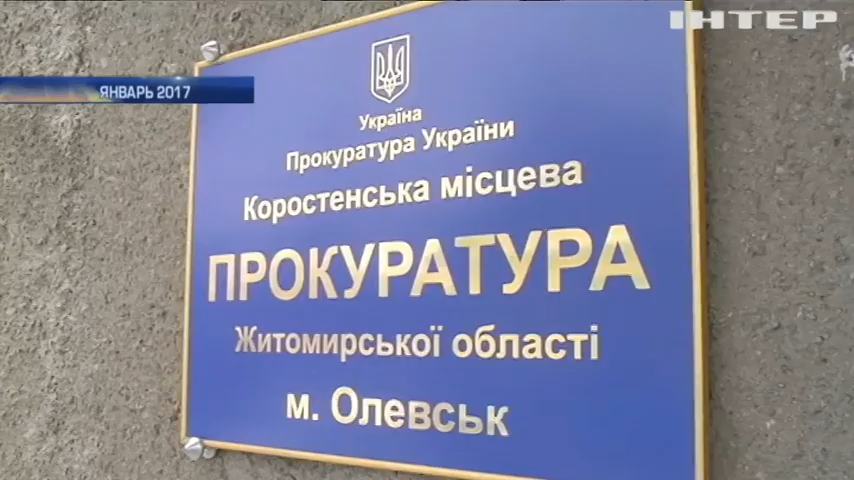 ІНТЕР
ЯНВАРЬ 2017
Україна
Прокуратура України
Коростенська місцева
ПРОКУРАТУРА
Житомирської області
м. Олевськ